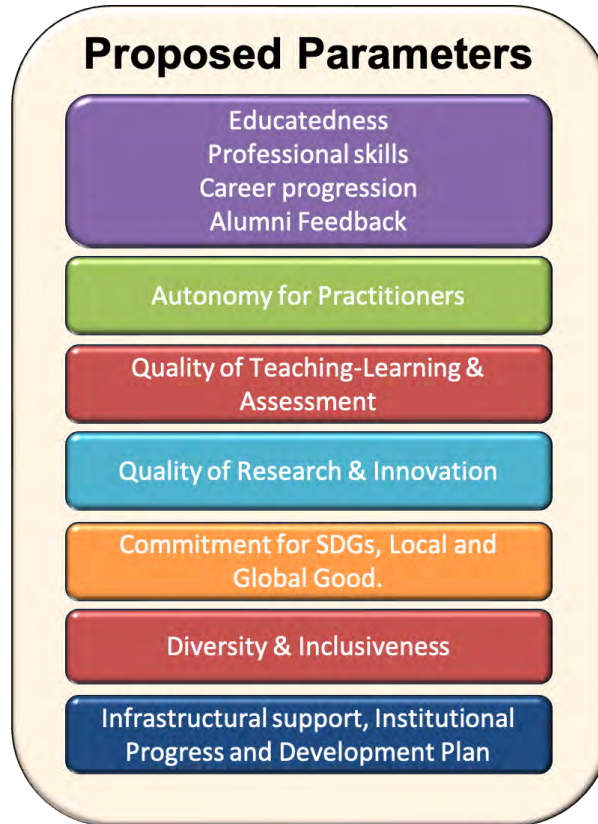 Proposed Parameters
Educatedness
Professional skills
Career progression
Alumni Feedback
Autonomy for Practitioners
Quality of Teaching-Learning &
Assessment
Quality of Research & Innovation
Commitment for SDGs, Local and
Global Good.
Diversity & Inclusiveness
Infrastructural support, Institutional
Progress and Development Plan